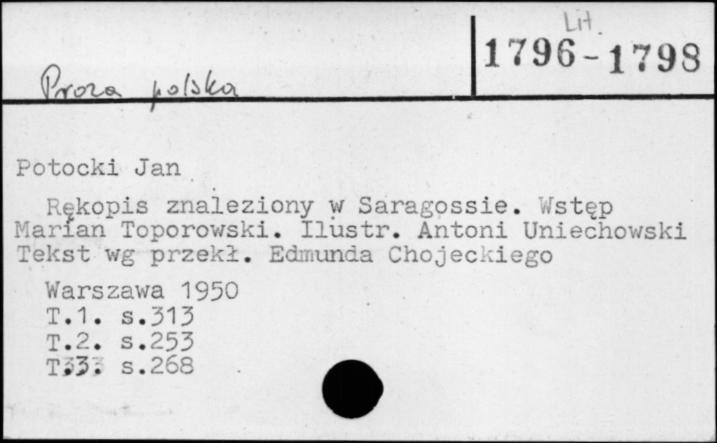 Lit.
1796-1798
Proza polska
Potocki Jan
Rękopis znaleziony w Saragossie. Wstęp
Marian Toporowski. Ilustr. Antoni Uniechowski
Tekst wg przekł. Edmunda Chojeckiego
Warszawa 1950
T.1. s.313
T.2. s.253
T.3. s.268